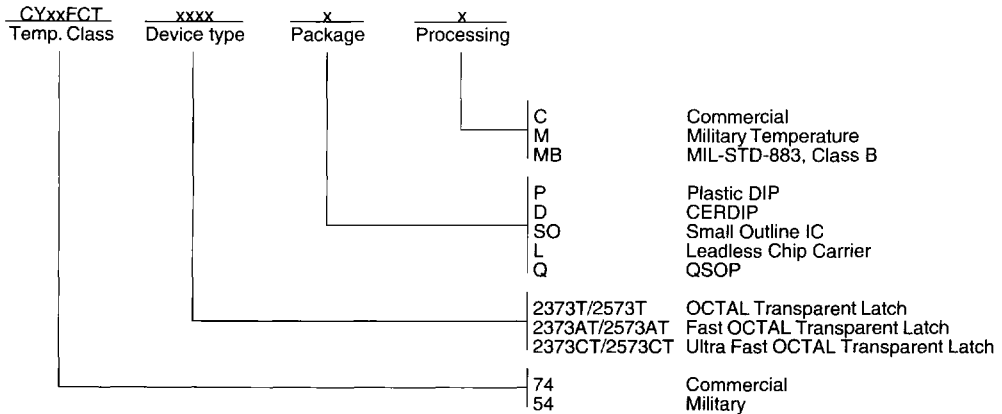 CYxxFCT xxxx x x
Temp. Class Device type Package Processing
C Commercial
M Military Temperature
MB MIL-STD-883, Class B
P Plastic DIP
D CERDIP
SO Small Outline IC
L Leadless Chip Carrier
Q QSOP
2373T/2573T OCTAL Transparent Latch
2373AT/2573AT Fast OCTAL Transparent Latch
2373CT/2573CT Ultra Fast OCTAL Transparent Latch
74 Commercial
54 Military